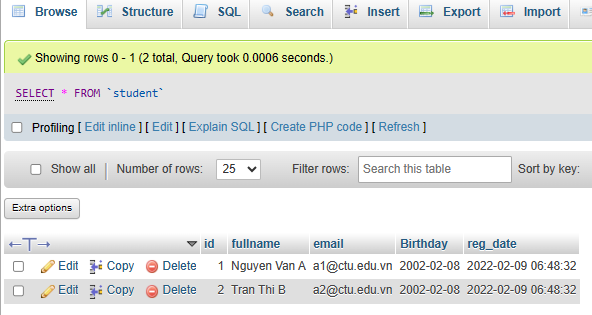 Browse Structure SQL Search Insert Export Import
Showing rows 0 - 1 (2 total, Query took 0.0006 seconds.)
SELECT * FROM `student`
Profiling [ Edit inline ] [ Edit ] [ Explain SQL ] [ Create PHP code ] [ Refresh ]
Show all Number of rows: 25 Filter rows: Search this table Sort by key:
Extra options
←T→ id fullname email Birthday reg_date
Edit Copy Delete 1 Nguyen Van A a1@ctu.edu.vn 2002-02-08 2022-02-09 06:48:32
Edit Copy Delete 2 Tran Thi B a2@ctu.edu.vn 2002-02-08 2022-02-09 06:48:32